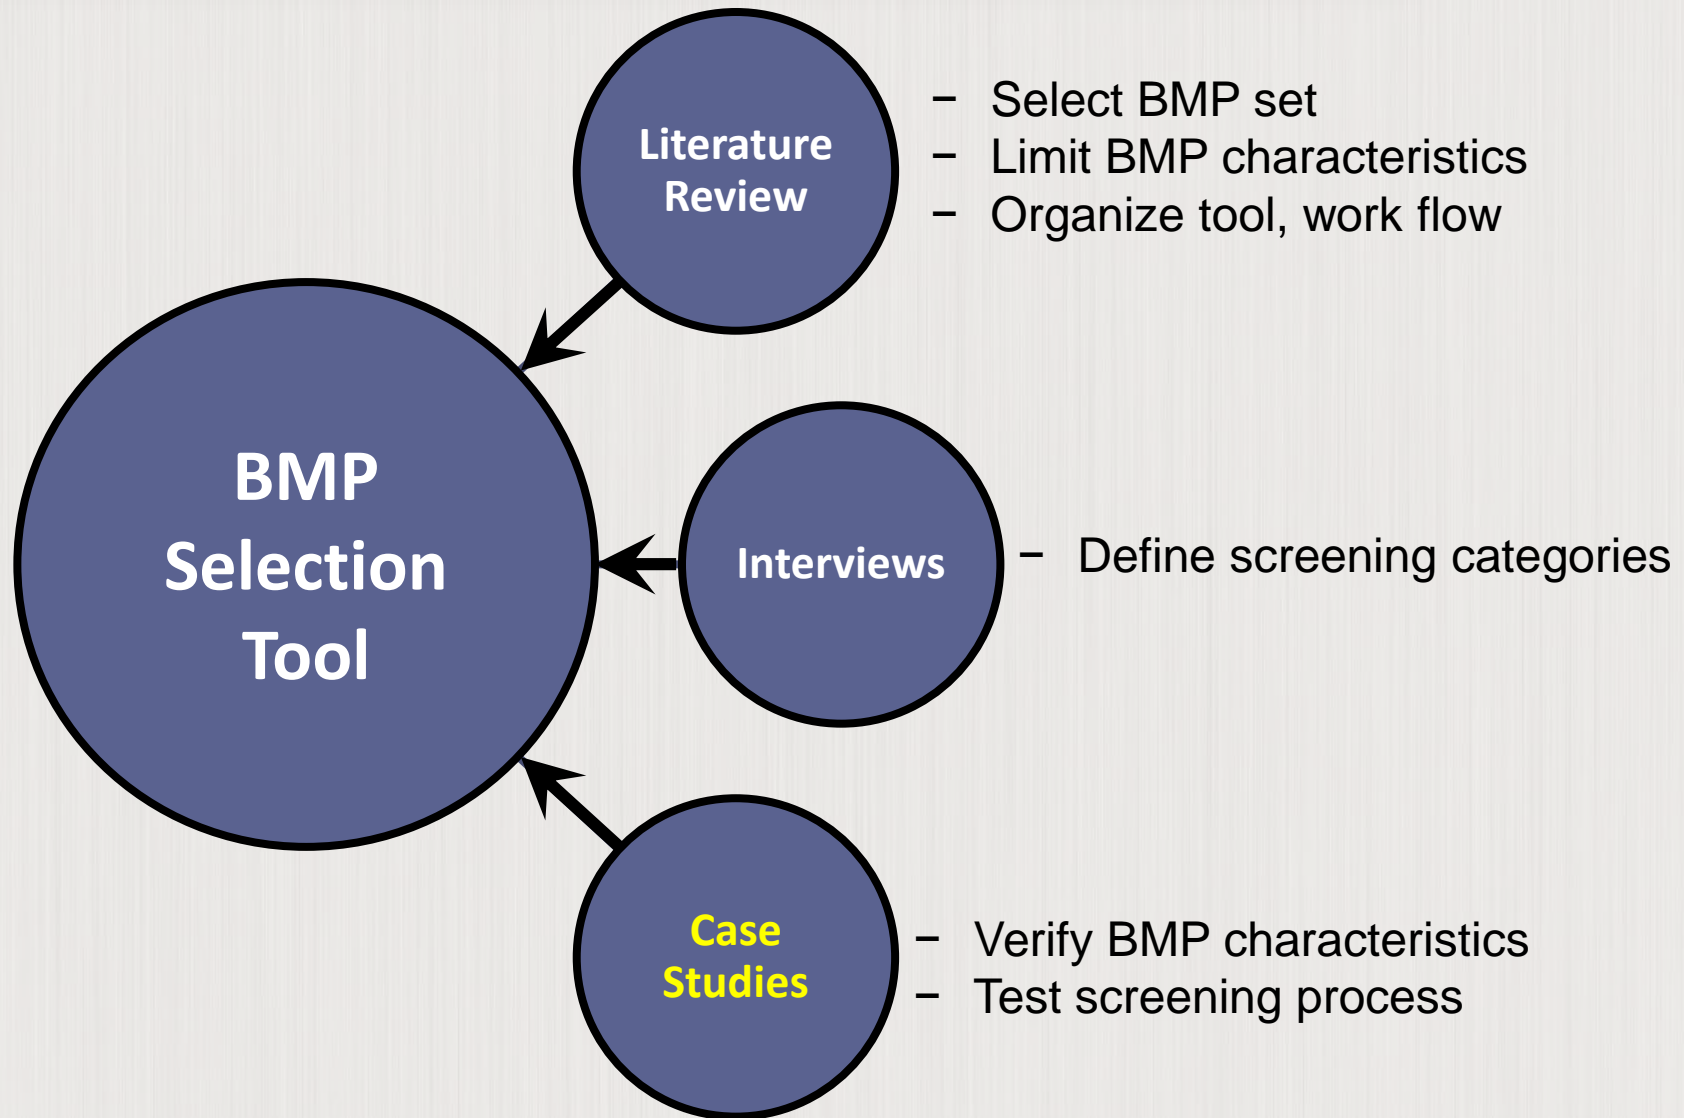 Literature
Review
– Select BMP set
– Limit BMP characteristics
– Organize tool, work flow
BMP
Selection
Tool
Interviews
– Define screening categories
Case
Studies
– Verify BMP characteristics
– Test screening process